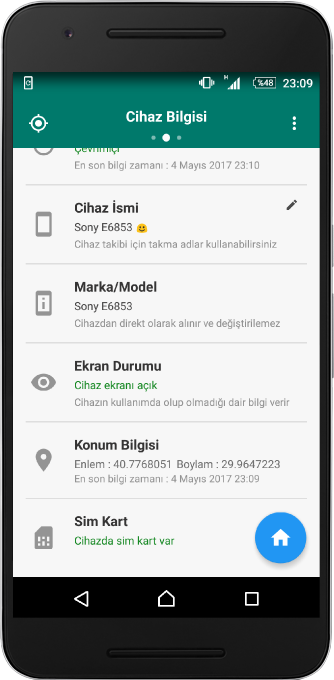 H
%48
23:09
Cihaz Bilgisi
Çevrimiçi
En son bilgi zamanı : 4 Mayıs 2017 23:10
Cihaz İsmi
Sony E6853 😀
Cihaz takibi için takma adlar kullanabilirsiniz
Marka/Model
Sony E6853
Cihazdan direkt olarak alınır ve değiştirilemez
Ekran Durumu
Cihaz ekranı açık
Cihazın kullanımda olup olmadığı dair bilgi verir
Konum Bilgisi
Enlem : 40.7768051 Boylam : 29.9647223
En son bilgi zamanı : 4 Mayıs 2017 23:09
Sim Kart
Cihazda sim kart var